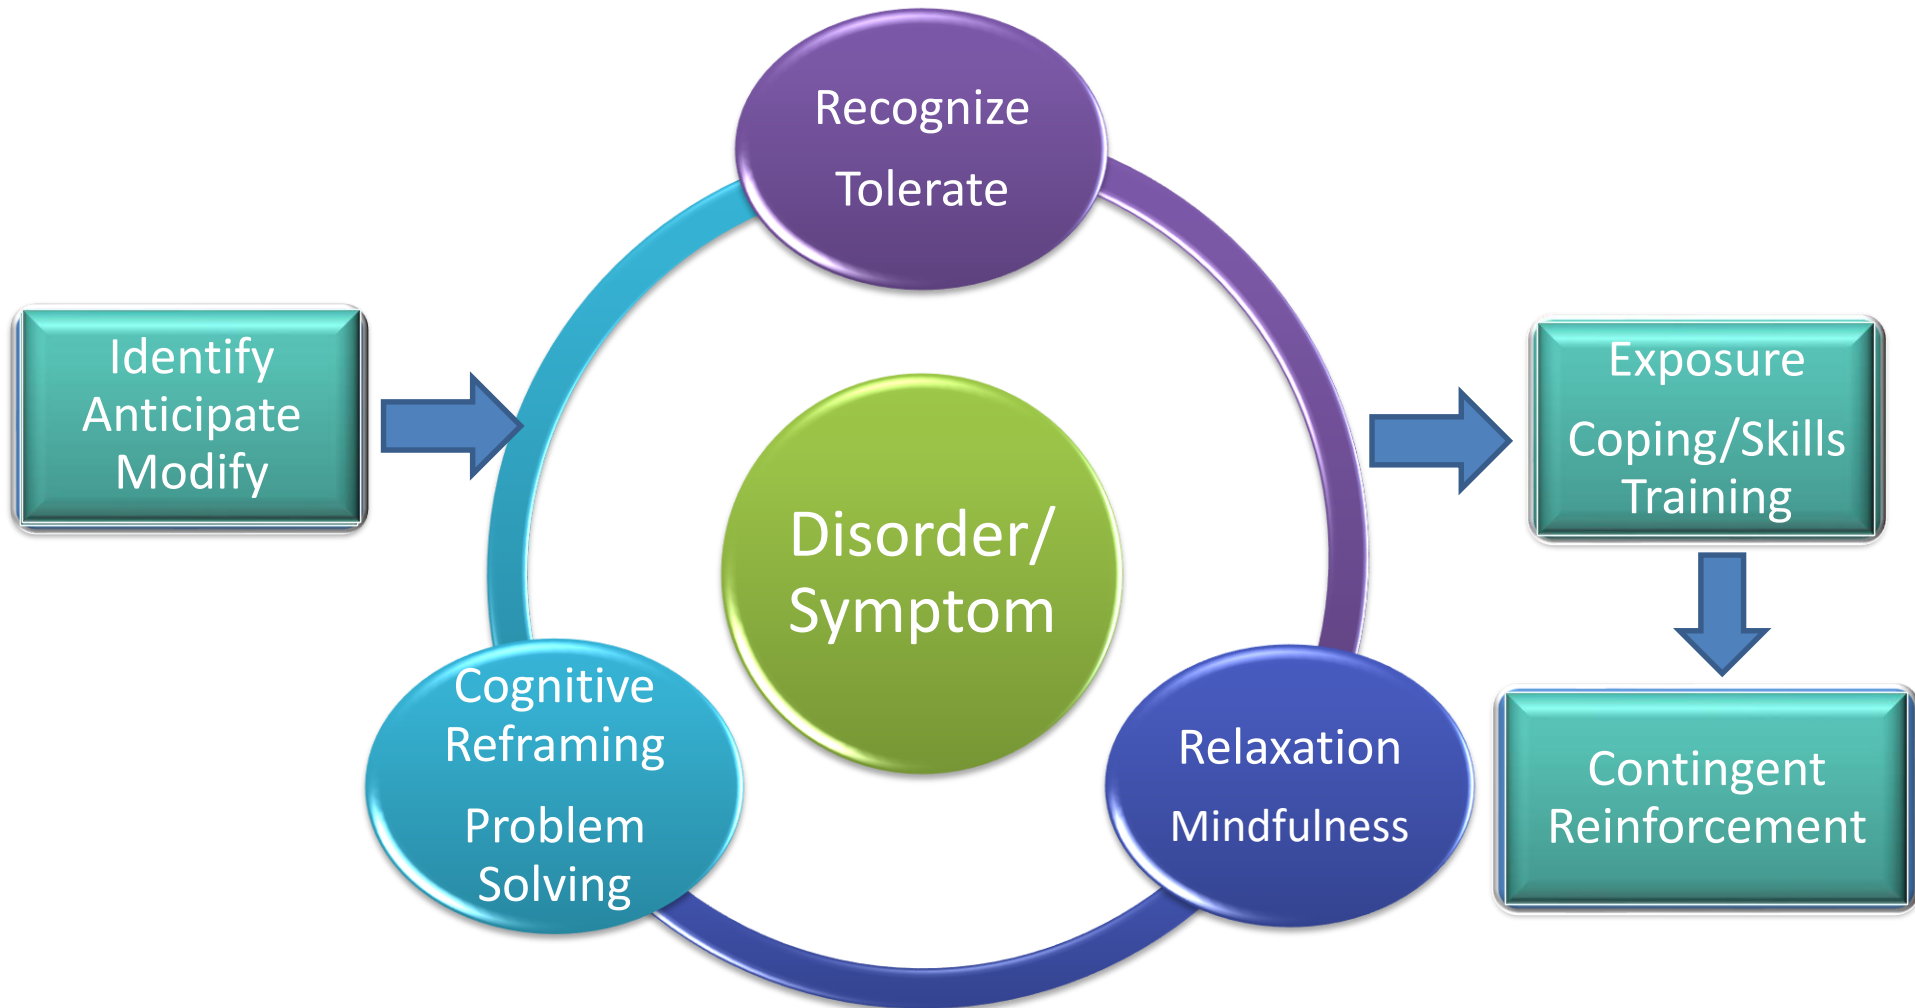 Recognize
Tolerate
Identify
Anticipate
Modify
Exposure
Coping/Skills
Training
Disorder/
Symptom
Cognitive
Reframing
Problem
Solving
Relaxation
Mindfulness
Contingent
Reinforcement